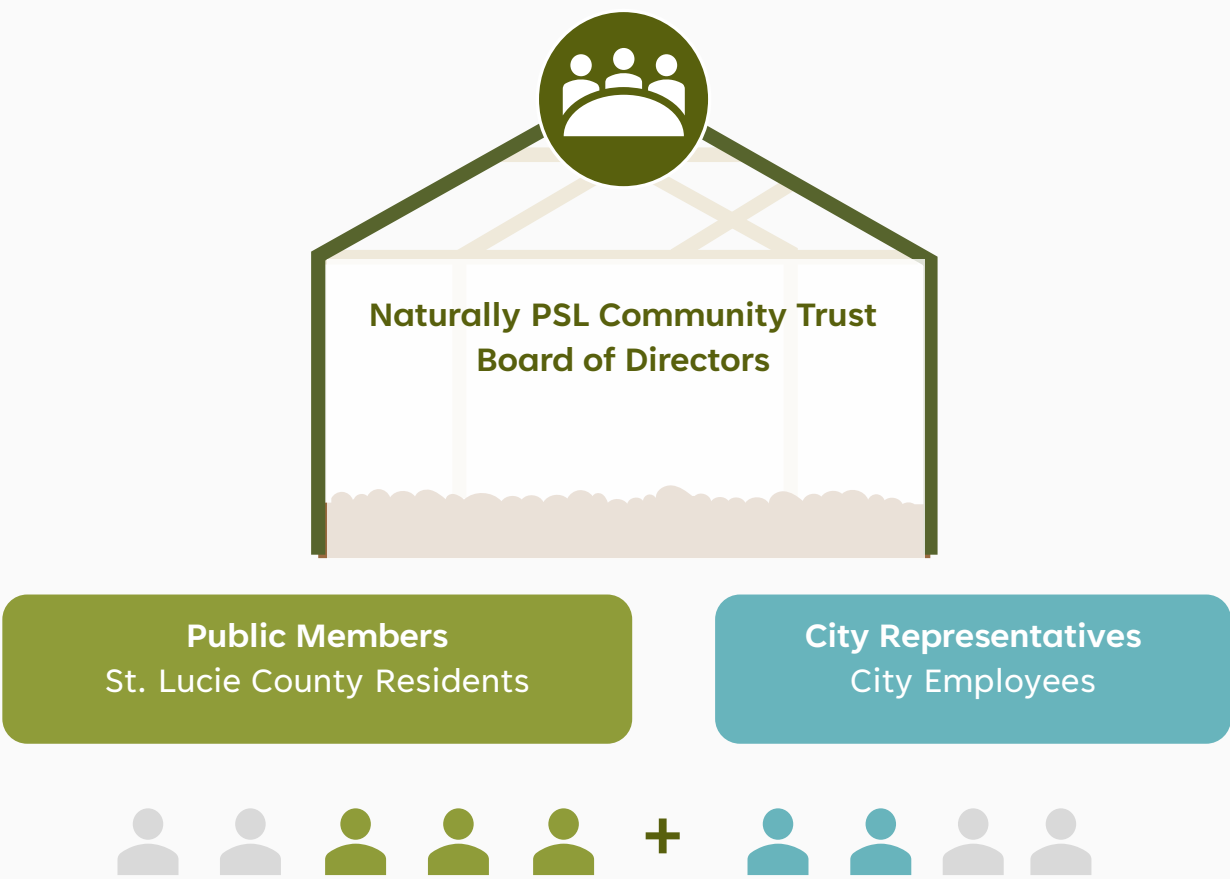 Naturally PSL Community Trust
Board of Directors
Public Members
St. Lucie County Residents
City Representatives
City Employees
+